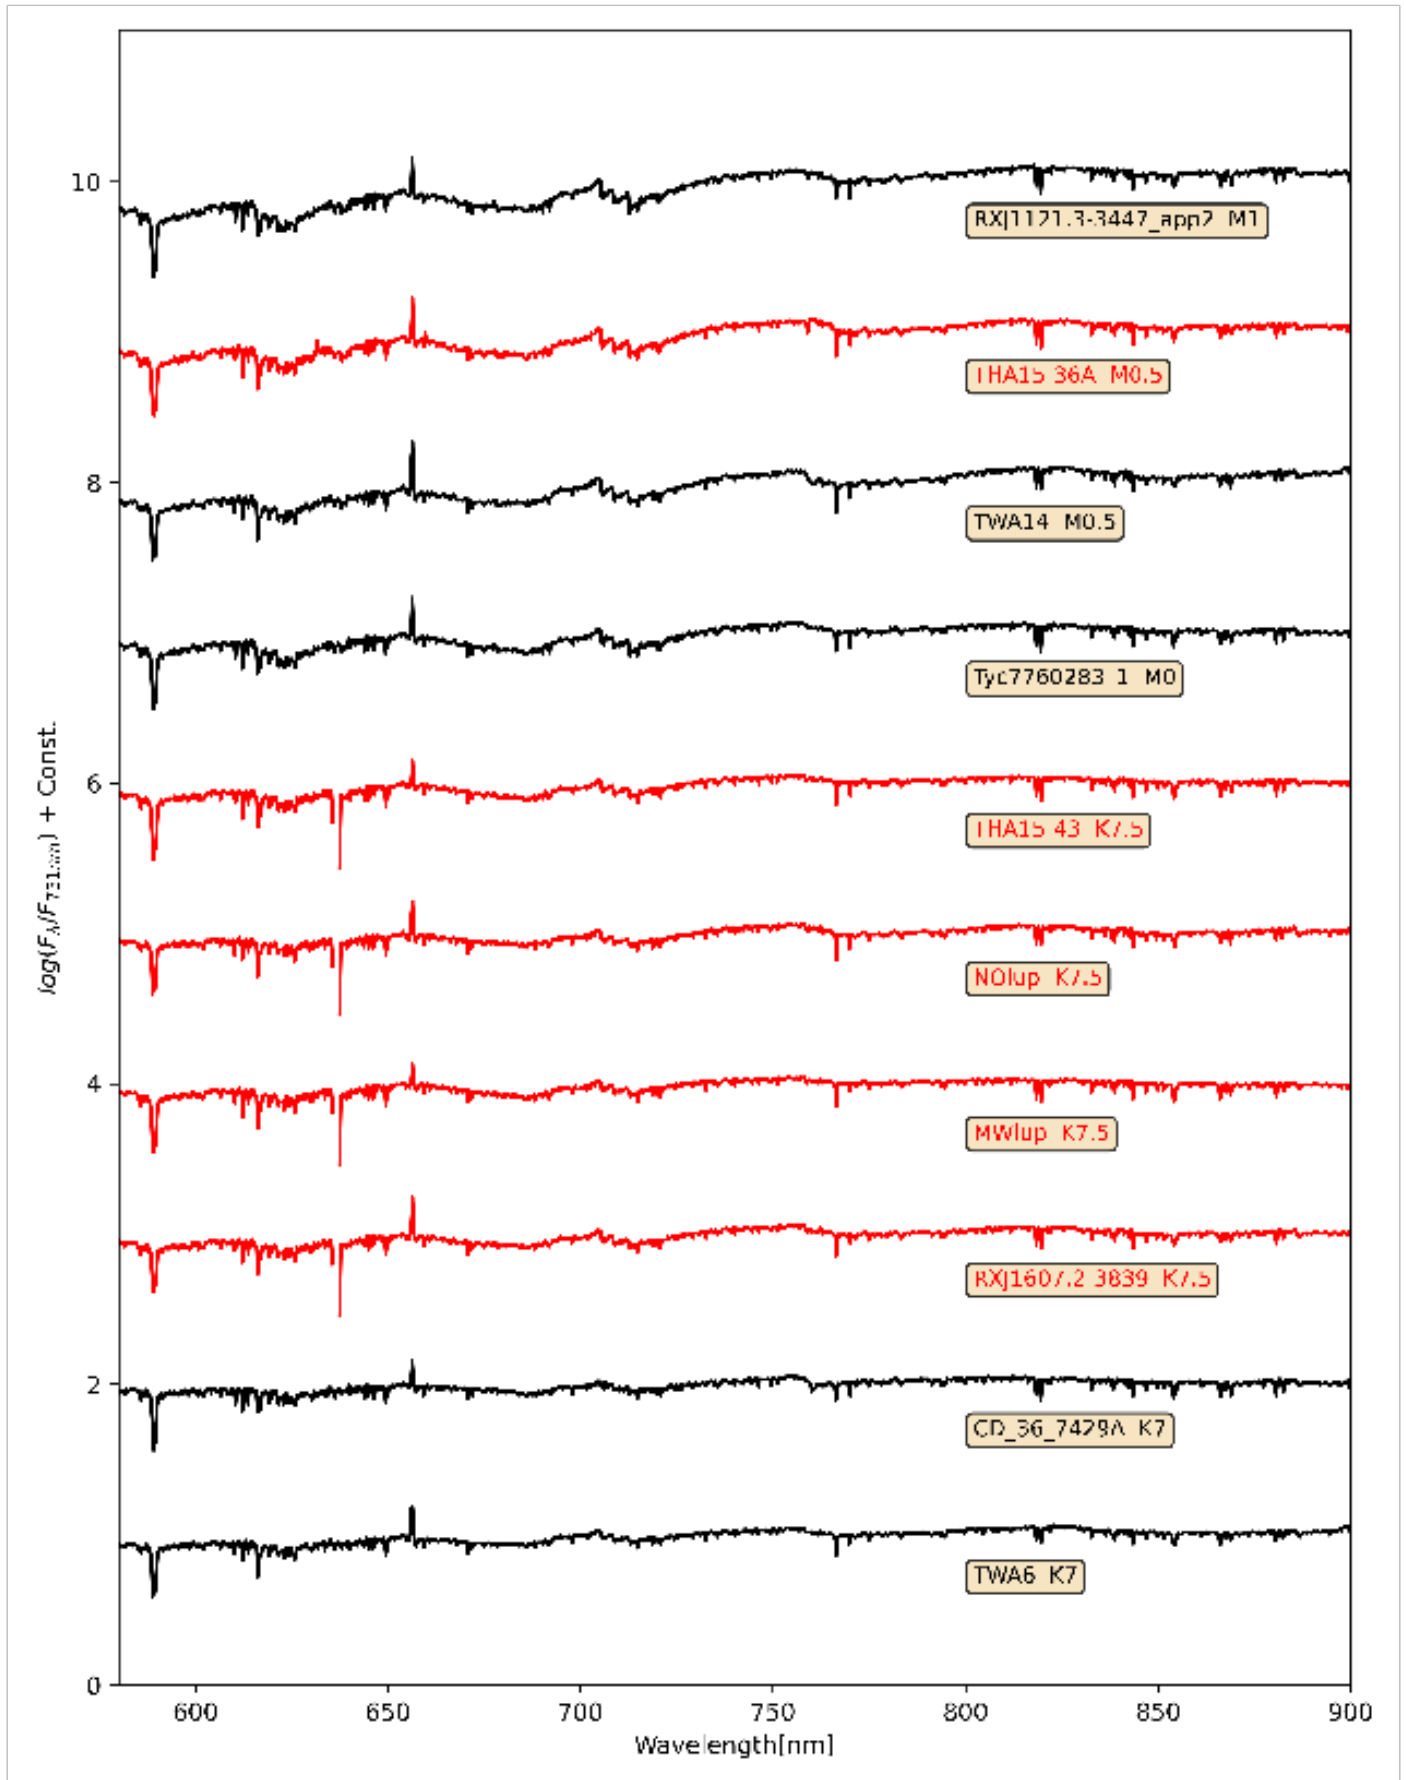 10
RXJ1121.3-3447_app2 M1
THA15 36A M0.5
8
TWA14 M0.5
Tyc7760283 1 M0
6
THA15 43 K7.5
log(Fλ/F731nm) + Const.
NOlup K7.5
4
MWlup K7.5
RXJ1607.2 3839 K7.5
2
CD_36_7429A K7
TWA6 K7
0
600 650 700 750 800 850 900
Wavelength[nm]